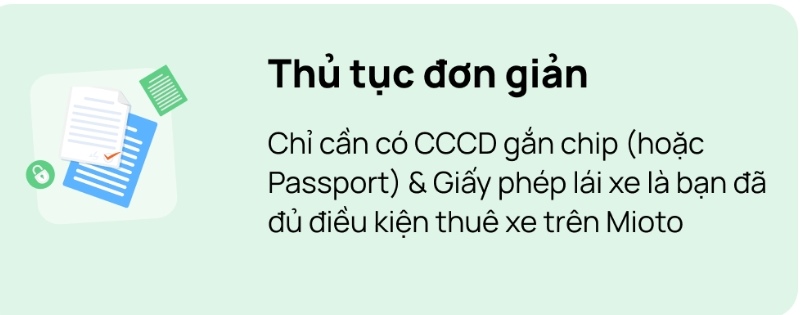 Thủ tục đơn giản
Chỉ cần có CCCD gắn chip (hoặc
Passport) & Giấy phép lái xe là bạn đã
đủ điều kiện thuê xe trên Mioto